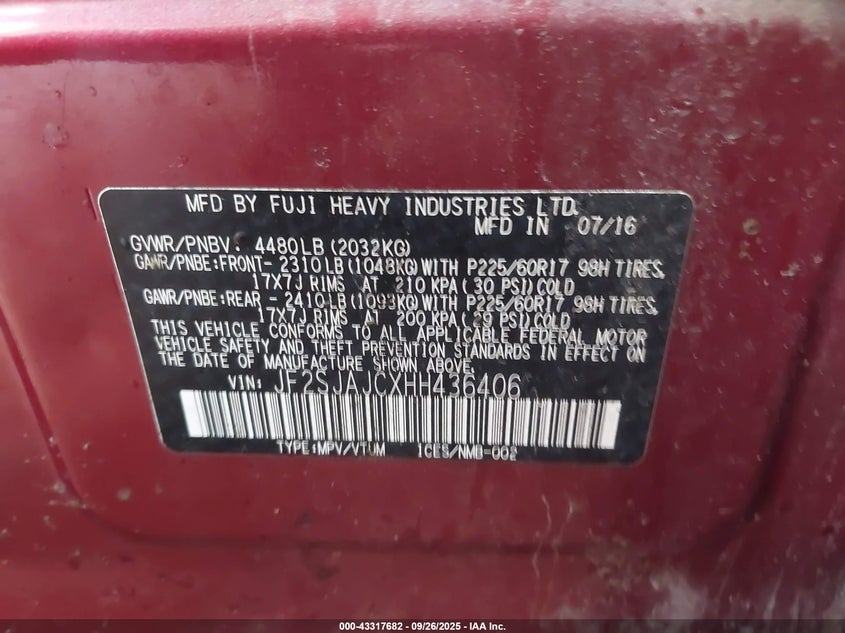 MFD BY FUJI HEAVY INDUSTRIES LTD.
MFD IN 07/16
GVWR/PNBV: 4480LB(2032KG)
GAWR/PNBE:FRONT- 2310LB(1048KG)WITH P225/60R17 98H TIRES,
17X7J RIMS AT 210 KPA(30 PSI)COLD
GAWR/PNBE:REAR - 2410LB(1093KG)WITH P225/60R17 98H TIRES,
17X7J RIMS AT 200 KPA(29 PSI)COLD
THIS VEHICLE CONFORMS TO ALL APPLICABLE FEDERAL MOTOR
VEHICLE SAFETY AND THEFT PREVENTION STANDARDS IN EFFECT ON
THE DATE OF MANUFACTURE SHOWN ABOVE.
VIN: JF2SJAJCXHH436406
TYPE:MPV/VTUM ICES/NMB-002
000-43317682 - 09/26/2025 - IAA Inc.